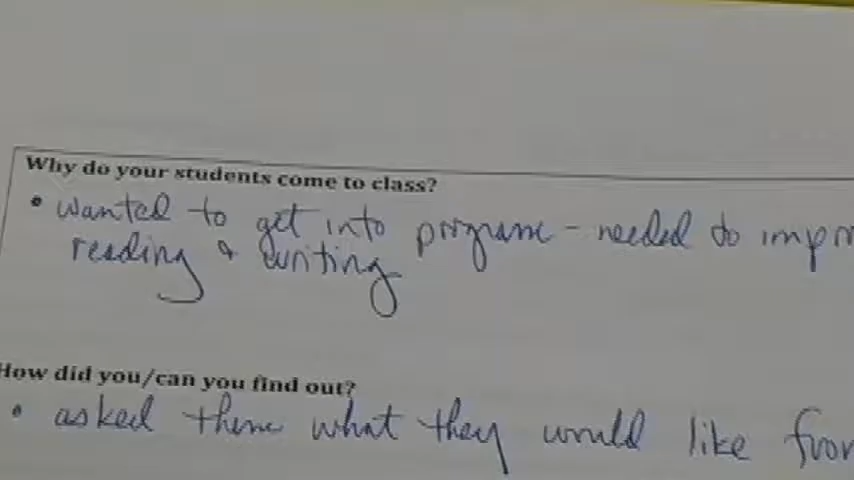 Why do your students come to class?
• wanted to get into program - needed to impr
reading & writing
How did you/can you find out?
• asked them what they would like from